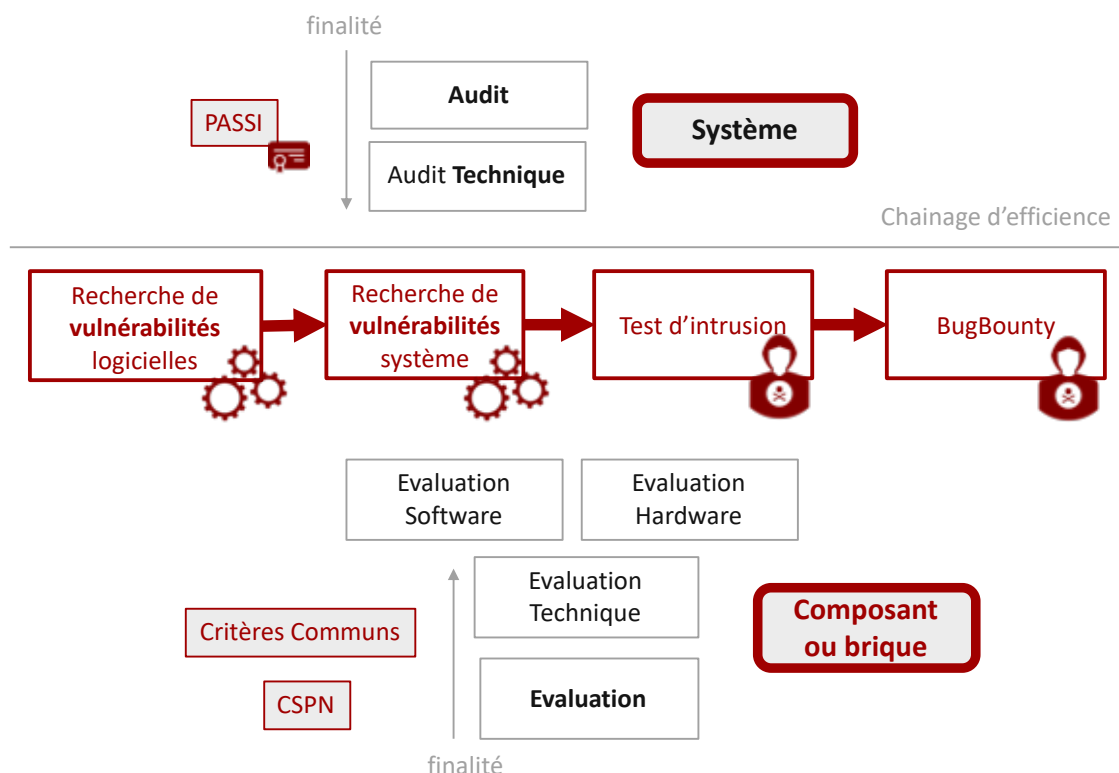 finalité
Audit
PASSI
Système
Audit Technique
Chainage d'efficience
Recherche de
vulnérabilités
logicielles
Recherche de
vulnérabilités
système
Test d'intrusion
BugBounty
Evaluation
Software
Evaluation
Hardware
Evaluation
Technique
Critères Communs
Composant
ou brique
CSPN
Evaluation
finalité